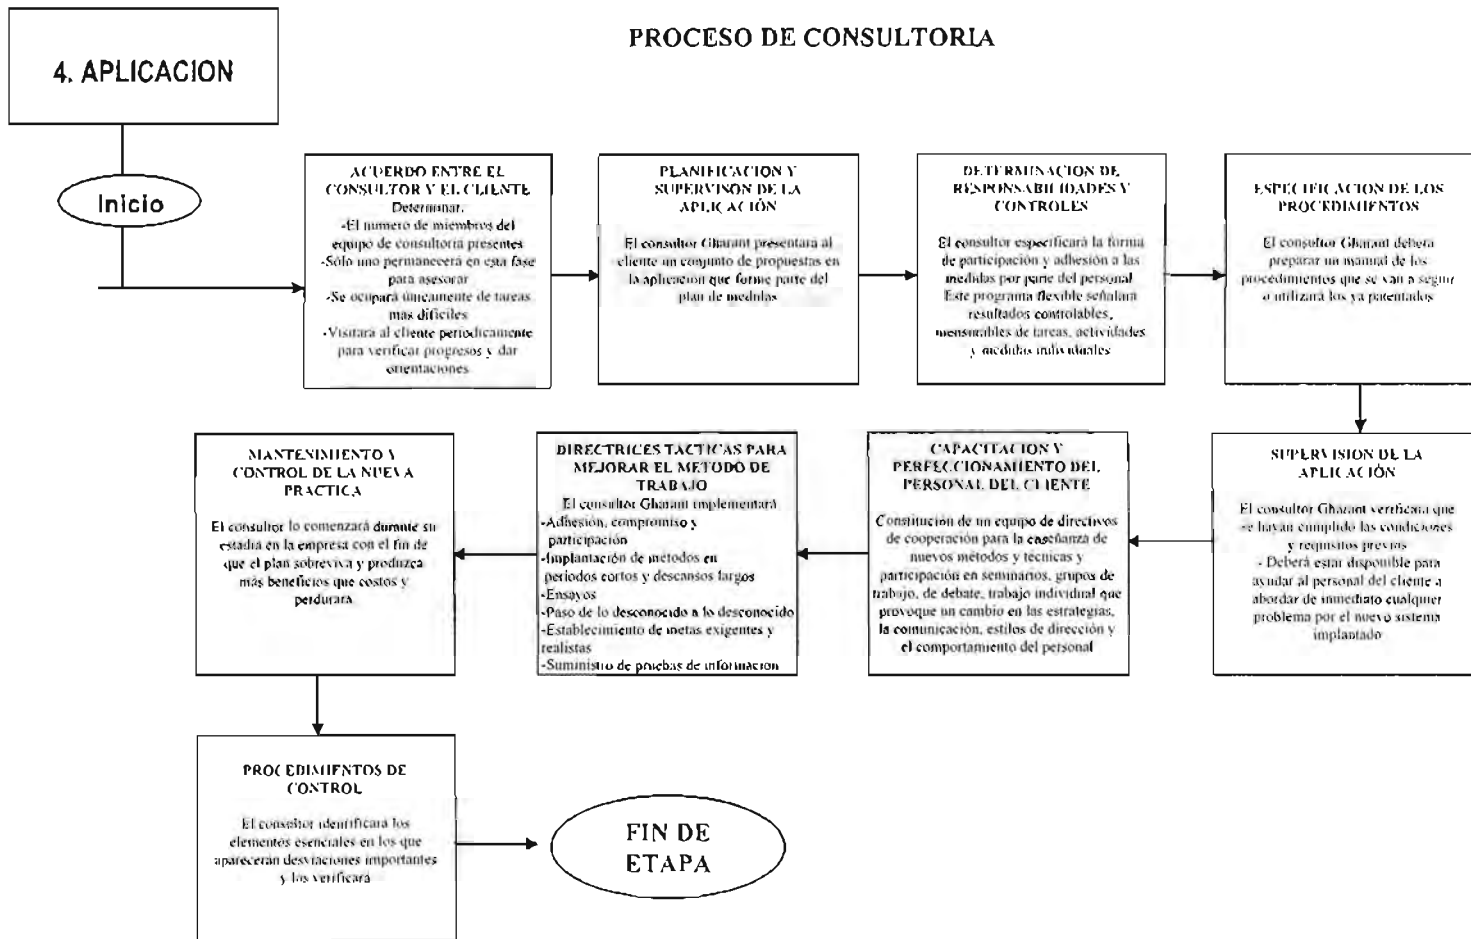 PROCESO DE CONSULTORIA
4. APLICACION
Inicio
ACUERDO ENTRE EL
CONSULTOR Y EL CLIENTE
Determinar.
-El numero de miembros del
equipo de consultoria presentes
-Sólo uno permanecerá en esta fase
para asesorar
-Se ocupará únicamente de tareas
mas dificiles
-Visitara al cliente periodicamente
para verificar progresos y dar
orientaciones
PLANIFICACION Y
SUPERVISON DE LA
APLICACIÓN
El consultor Gharant presentará al
cliente un conjunto de propuestas en
la aplicación que forme parte del
plan de medidas
DETERMINACION DE
RESPONSABILIDADES Y
CONTROLES
El consultor especificará la forma
de participación y adhesión a las
medidas por parte del personal
Este programa flexible señalara
resultados controlables,
mensurables de tareas, actividades
y medidas individuales
ESPECIFICACION DE LOS
PROCEDIMIENTOS
El consultor Gharant debera
preparar un manual de los
procedimientos que se van a seguir
o utilizará los ya patentados
SUPERVISION DE LA
APLICACIÓN
El consultor Gharant verificara que
se hayan cumplido las condiciones
y requisitos previos
- Deberá estar disponible para
ayudar al personal del cliente a
abordar de inmediato cualquier
problema por el nuevo sistema
implantado
CAPACITACION Y
PERFECCIONAMIENTO DEL
PERSONAL DEL CLIENTE
Constitución de un equipo de directivos
de cooperación para la enseñanza de
nuevos métodos y técnicas y
participación en seminarios, grupos de
trabajo, de debate, trabajo individual que
provoque un cambio en las estrategias,
la comunicación, estilos de dirección y
el comportamiento del personal
DIRECTRICES TACTICAS PARA
MEJORAR EL METODO DE
TRABAJO
El consultor Gharant implementará
-Adhesión, compromiso y
participación
-Implantación de metodos en
periodos cortos y descansos largos
-Ensayos
-Paso de lo desconocido a lo desconocido
-Establecimiento de metas exigentes y
realistas
-Suministro de pruebas de informacion
MANTENIMIENTO Y
CONTROL DE LA NUEVA
PRACTICA
El consultor lo comenzará durante su
estadia en la empresa con el fin de
que el plan sobreviva y produzca
más beneficios que costos y
perdurara
PROCEDIMIENTOS DE
CONTROL
El consultor identificará los
elementos esenciales en los que
aparecerán desviaciones importantes
y los verificará
FIN DE
ETAPA